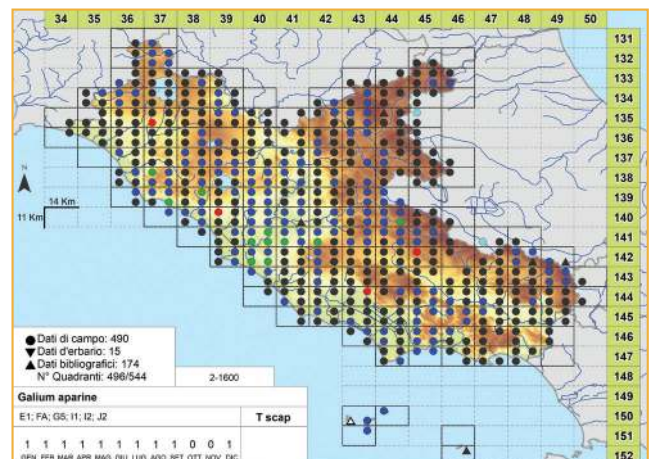 34 35 36 37 38 39 40 41 42 43 44 45 46 47 48 49 50
131
132
133
134
135
136
137
138
139
140
141
142
143
144
145
146
147
148
149
150
151
152
N
14 Km
11 Km
Dati di campo: 490
Dati d'erbario: 15
Dati bibliografici: 174
N° Quadranti: 496/544
2-1600
Galium aparine
E1; FA; G5; I1; I2; J2
T scap
1 1 1 1 1 1 1 1 1 0 0 1
GEN FEB MAR APR MAG GIU LUG AGO SET OTT NOV DIC